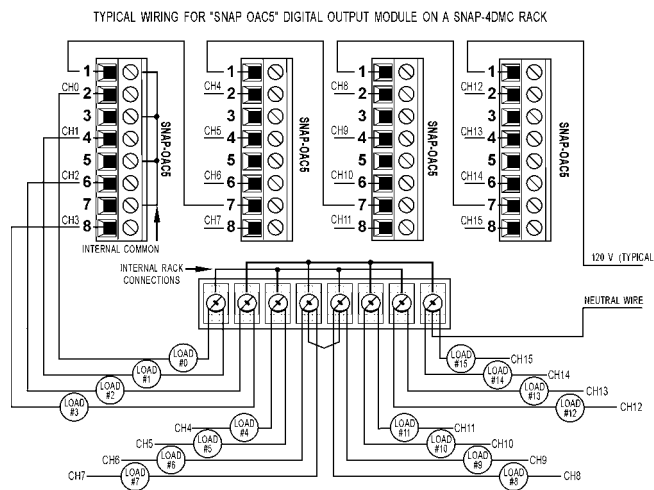 TYPICAL WIRING FOR "SNAP OAC5" DIGITAL OUTPUT MODULE ON A SNAP-4DMC RACK
1
CH0
2
3
CH1
4
5
CH2
6
7
CH3
8
SNAP-OAC5
INTERNAL COMMON
1
CH4
2
3
CH5
4
5
CH6
6
7
CH7
8
SNAP-OAC5
1
CH8
2
3
CH9
4
5
CH10
6
7
CH11
8
SNAP-OAC5
1
CH12
2
3
CH13
4
5
CH14
6
7
CH15
8
SNAP-OAC5
120 V (TYPICAL
INTERNAL RACK
CONNECTIONS
NEUTRAL WIRE
LOAD
#0
LOAD
#1
LOAD
#2
LOAD
#3
LOAD
#15
CH15
LOAD
#14
CH14
LOAD
#13
CH13
LOAD
#12
CH12
CH4
LOAD
#4
CH5
LOAD
#5
CH6
LOAD
#6
CH7
LOAD
#7
LOAD
#11
CH11
LOAD
#10
CH10
LOAD
#9
CH9
LOAD
#8
CH8